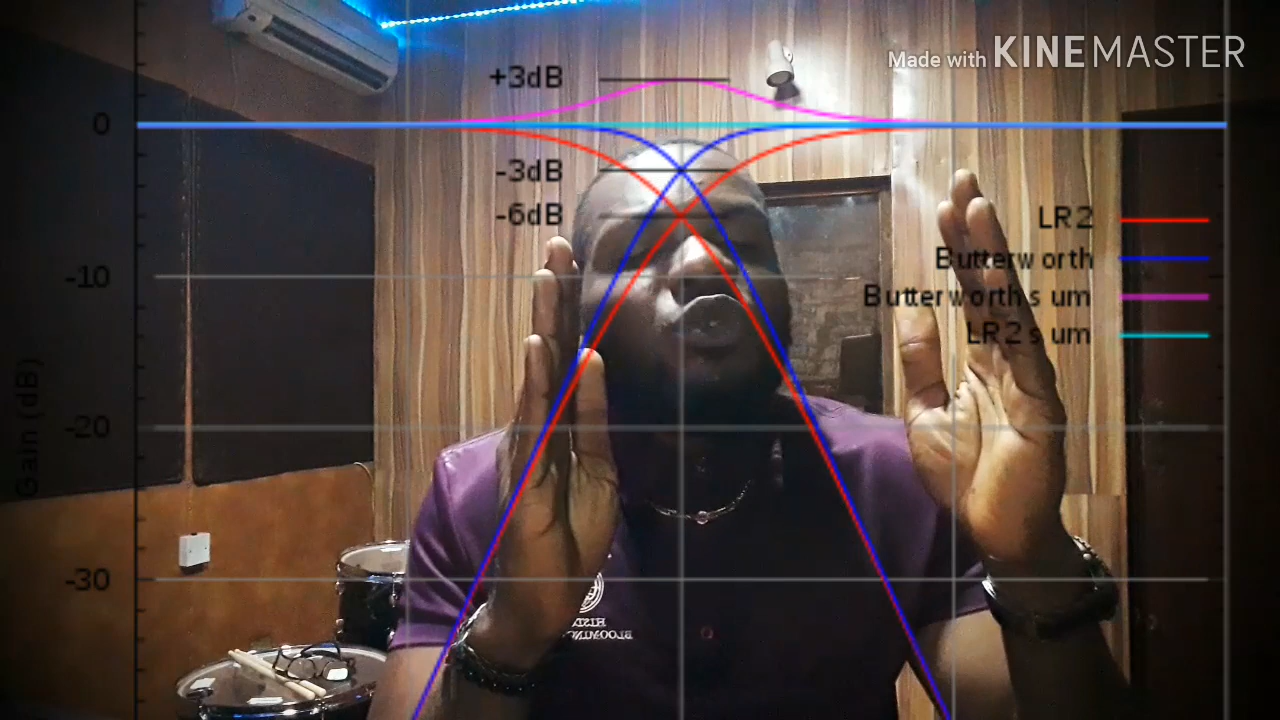 Made with KINEMASTER
+3dB
0
-3dB
-6dB
LR2
-10
Butterworth
Butterworth sum
LR2 sum
Gain (dB)
-20
-30